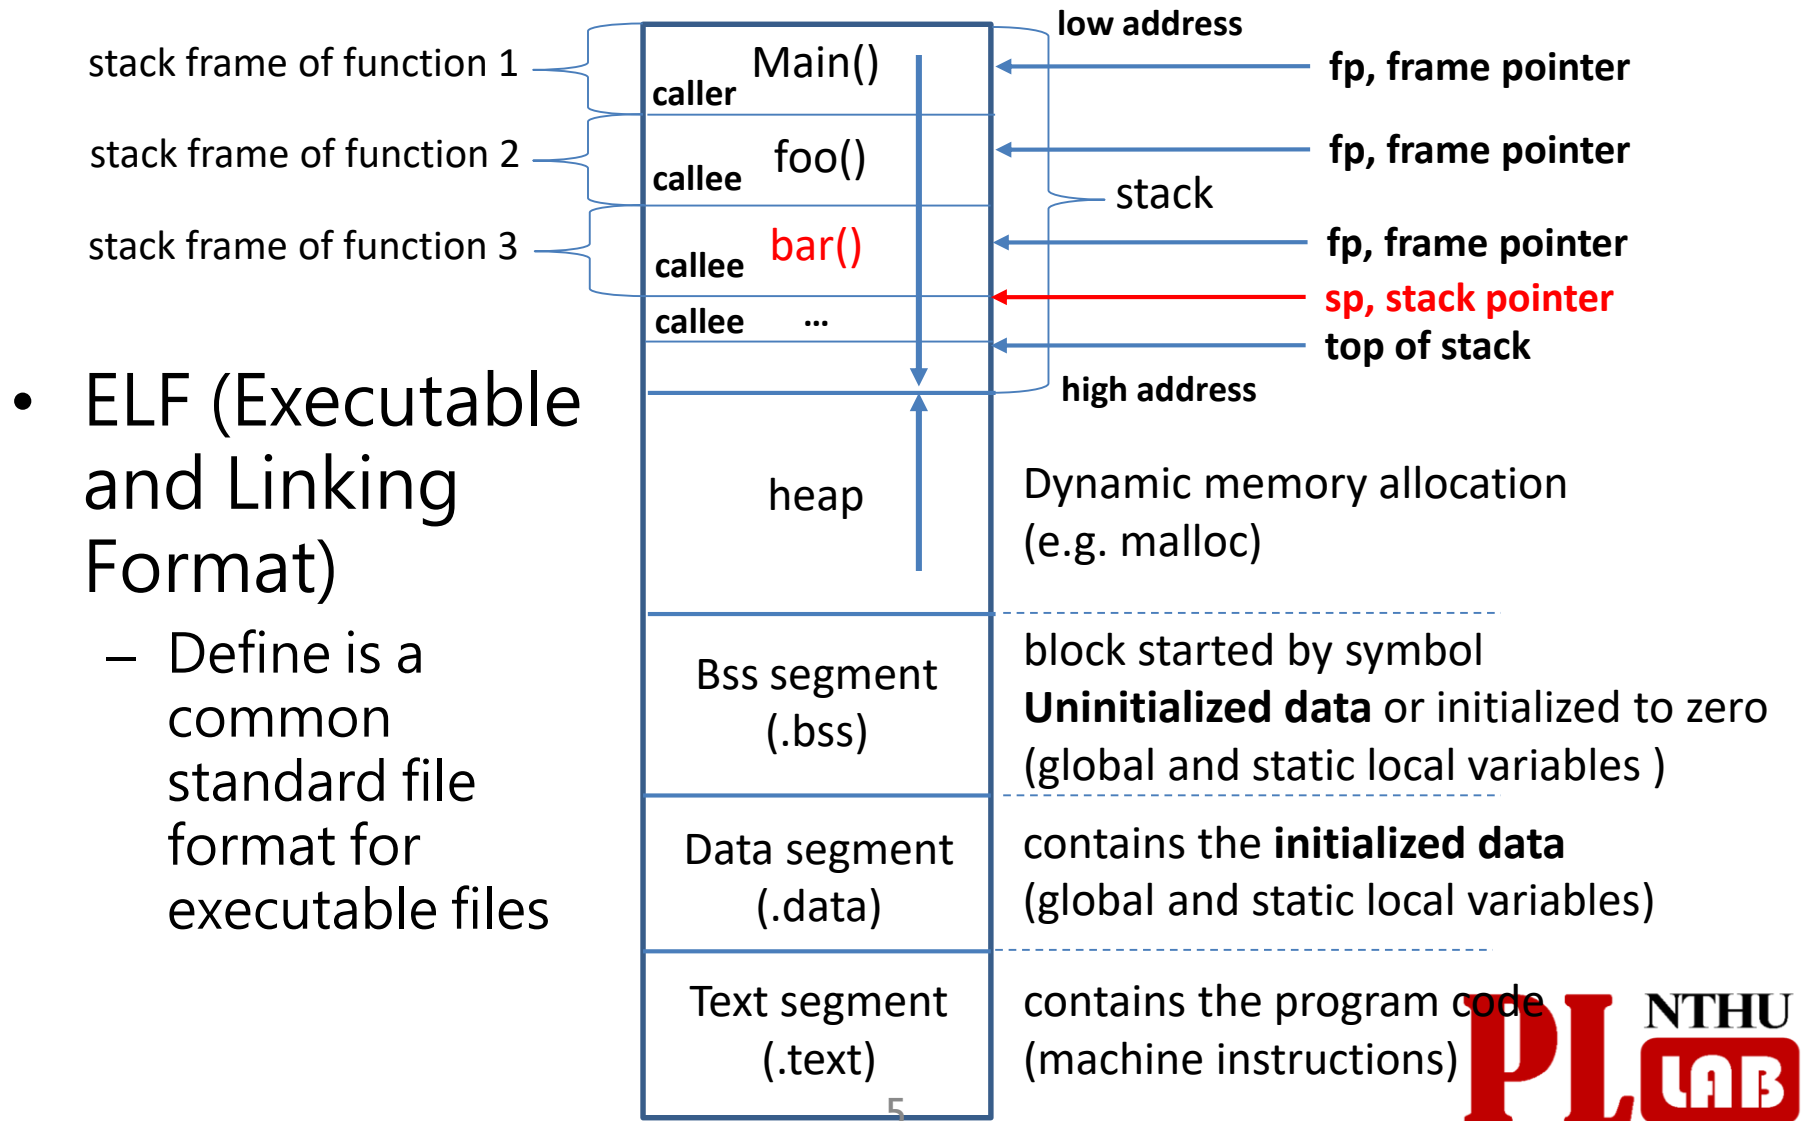 low address
stack frame of function 1
Main()
fp, frame pointer
caller
stack frame of function 2
foo()
fp, frame pointer
callee
stack
stack frame of function 3
bar()
fp, frame pointer
callee
sp, stack pointer
callee
...
top of stack
high address
• ELF (Executable
and Linking
Format)
– Define is a
common
standard file
format for
executable files
heap
Dynamic memory allocation
(e.g. malloc)
Bss segment
(.bss)
block started by symbol
Uninitialized data or initialized to zero
(global and static local variables )
Data segment
(.data)
contains the initialized data
(global and static local variables)
Text segment
(.text)
contains the program code
(machine instructions)
5
PL
NTHU
LAB